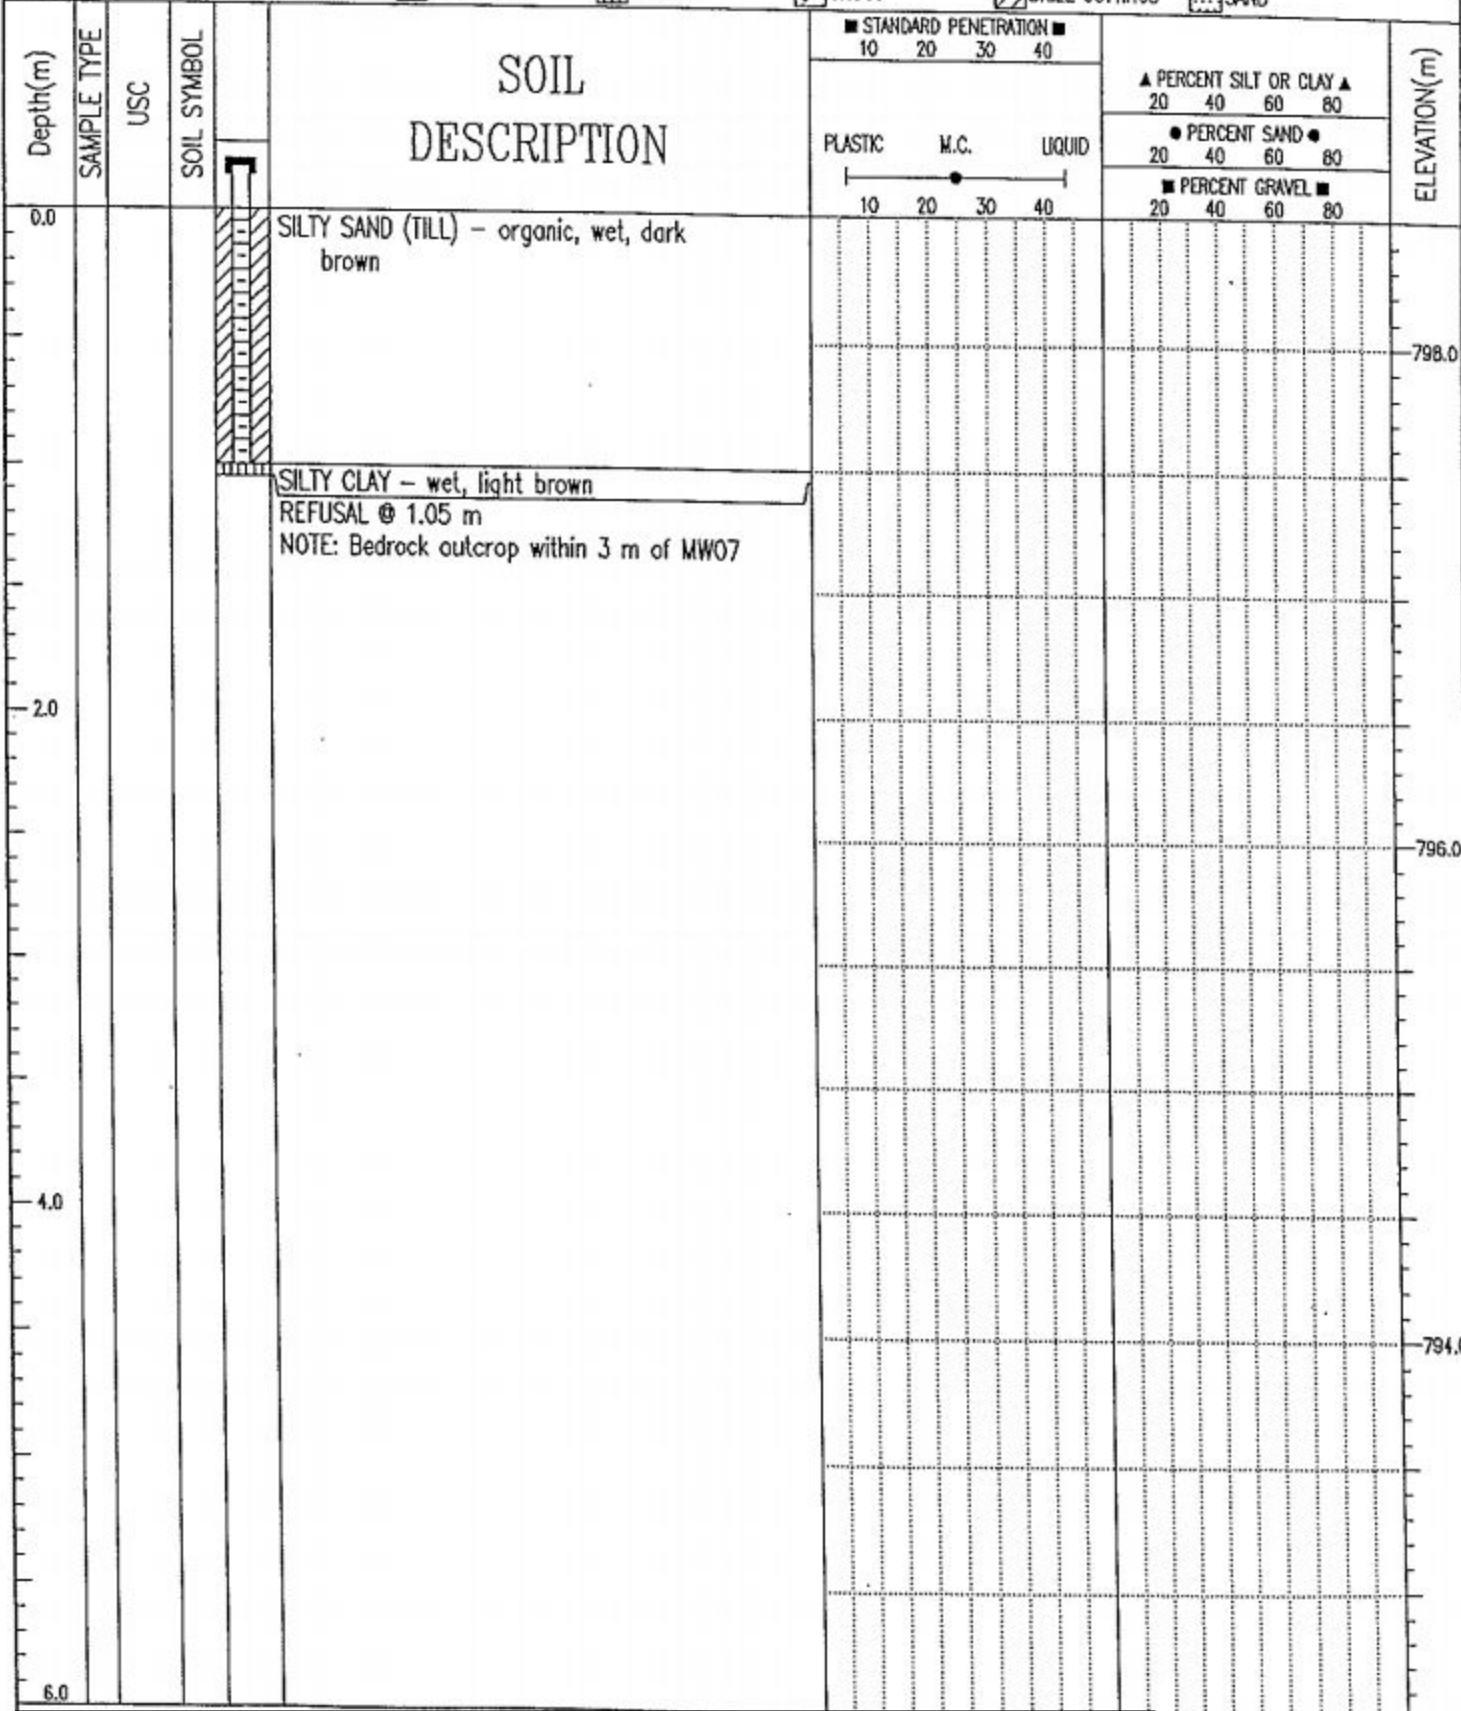 SAND
Depth(m)
SAMPLE TYPE
USC
SOIL SYMBOL
SOIL
DESCRIPTION
■ STANDARD PENETRATION ■
10 20 30 40
PLASTIC M.C. LIQUID
10 20 30 40
▲ PERCENT SILT OR CLAY ▲
20 40 60 80
● PERCENT SAND ●
20 40 60 80
■ PERCENT GRAVEL ■
20 40 60 80
ELEVATION(m)
0.0
SILTY SAND (TILL) – organic, wet, dark
brown
798.0
SILTY CLAY – wet, light brown
REFUSAL @ 1.05 m
NOTE: Bedrock outcrop within 3 m of MW07
2.0
796.0
4.0
794.0
6.0